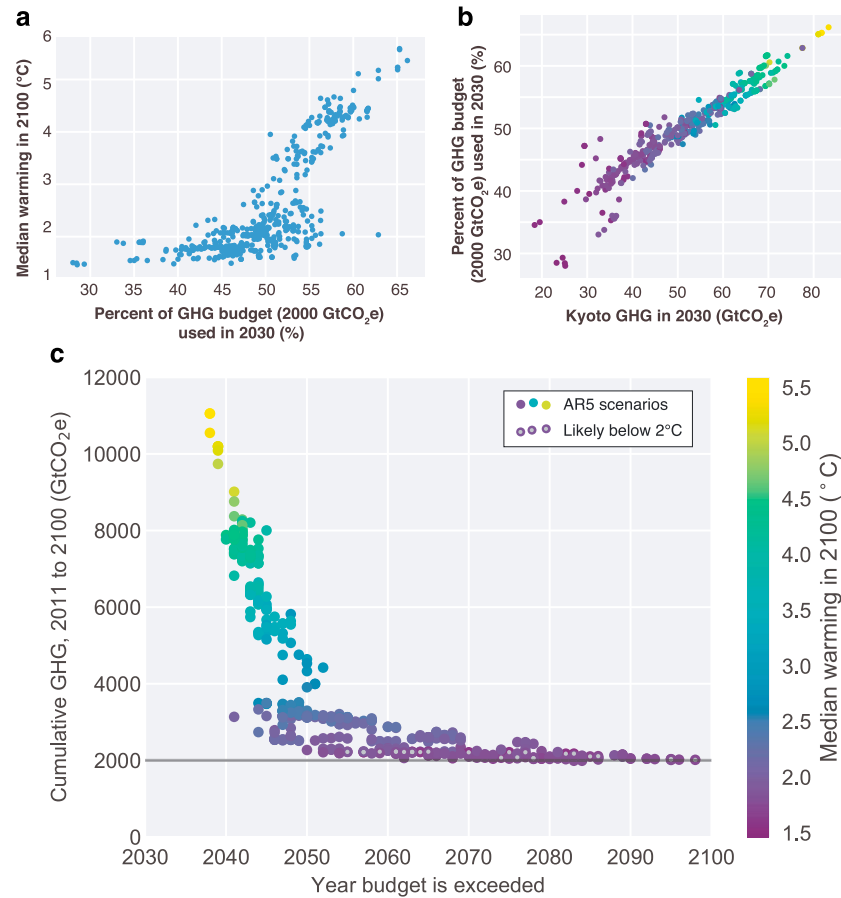 a
6
5
4
3
2
1
Median warming in 2100 (°C)
30 35 40 45 50 55 60 65
Percent of GHG budget (2000 GtCO₂e)
used in 2030 (%)
b
60
50
40
30
Percent of GHG budget
(2000 GtCO₂e) used in 2030 (%)
20 30 40 50 60 70 80
Kyoto GHG in 2030 (GtCO₂e)
c
12000
10000
8000
6000
4000
2000
0
Cumulative GHG, 2011 to 2100 (GtCO₂e)
2030 2040 2050 2060 2070 2080 2090 2100
Year budget is exceeded
AR5 scenarios
Likely below 2°C
5.5
5.0
4.5
4.0
3.5
3.0
2.5
2.0
1.5
Median warming in 2100 (°C)